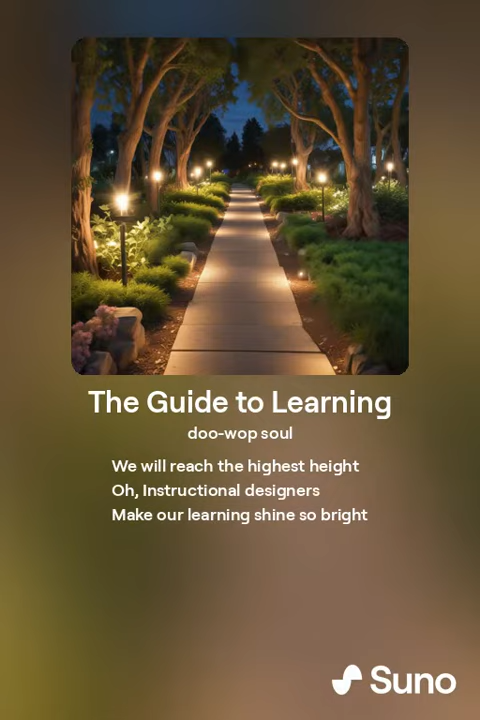 The Guide to Learning
doo-wop soul
We will reach the highest height
Oh, Instructional designers
Make our learning shine so bright
Suno